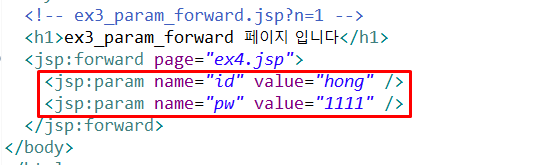 <!-- ex3_param_forward.jsp?n=1 -->
<h1>ex3_param_forward 페이지 입니다</h1>
<jsp:forward page="ex4.jsp">
<jsp:param name="id" value="hong" />
<jsp:param name="pw" value="1111" />
</jsp:forward>
</body>
</html>